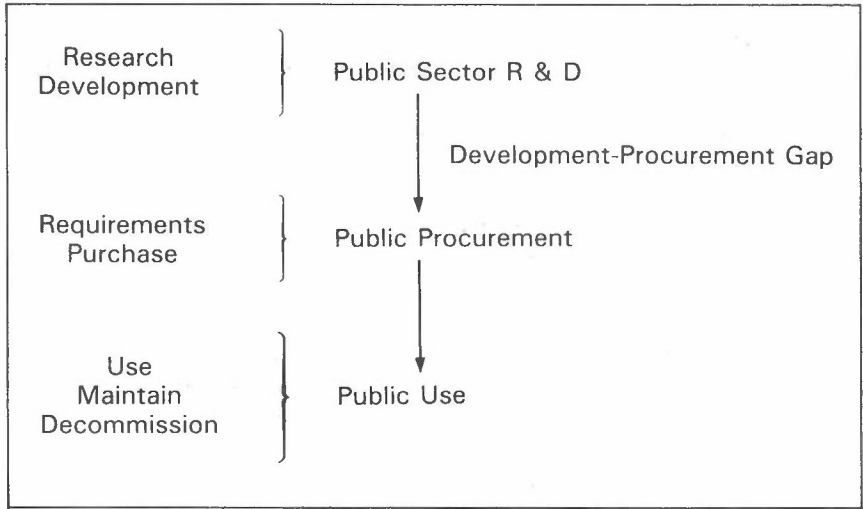 Research
Development
Public Sector R & D
Development-Procurement Gap
Requirements
Purchase
Public Procurement
Use
Maintain
Decommission
Public Use